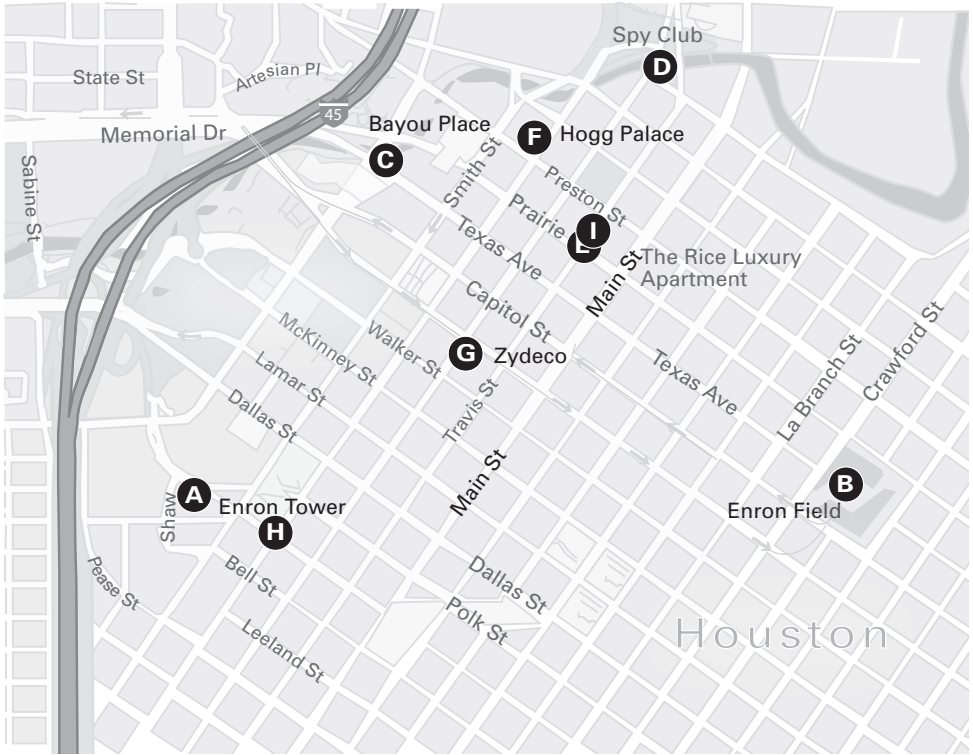 Spy Club
D
State St
Artesian Pl
45
Memorial Dr
Bayou Place
C
F
Hogg Palace
Smith St
Sabine St
Preston St
Prairie
I
E
Texas Ave
The Rice Luxury
Apartment
Main St
Capitol St
McKinney St
Walker St
G
Zydeco
Lamar St
Texas Ave
La Branch St
Crawford St
Dallas St
Travis St
Main St
A
Enron Tower
Shaw
H
B
Enron Field
Pease St
Bell St
Dallas St
Polk St
Leeland St
Houston